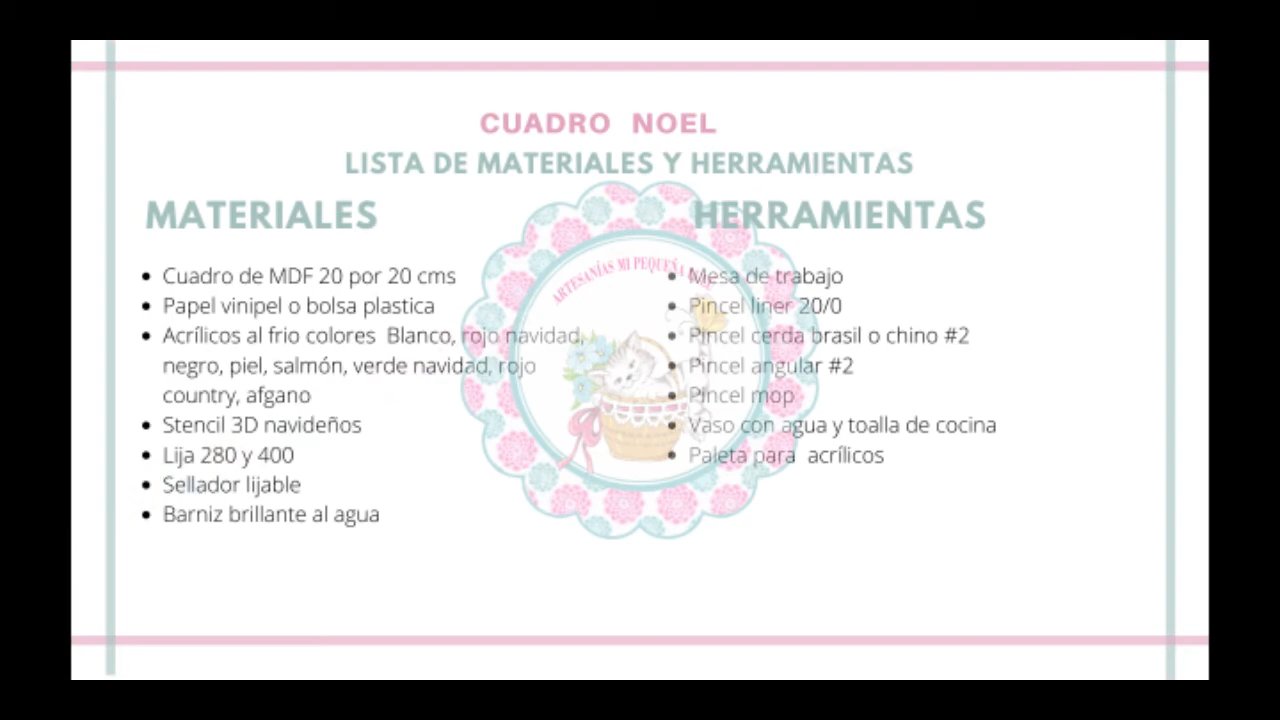 CUADRO NOEL
LISTA DE MATERIALES Y HERRAMIENTAS
MATERIALES
• Cuadro de MDF 20 por 20 cms
• Papel vinipel o bolsa plastica
• Acrílicos al frio colores Blanco, rojo navidad,
negro, piel, salmón, verde navidad, rojo
country, afgano
• Stencil 3D navideños
• Lija 280 y 400
• Sellador lijable
• Barniz brillante al agua
HERRAMIENTAS
• Mesa de trabajo
• Pincel liner 20/0
• Pincel cerda brasil o chino #2
• Pincel angular #2
• Pincel mop
• Vaso con agua y toalla de cocina
• Paleta para acrílicos
ARTESANÍAS MI PEQUEÑA